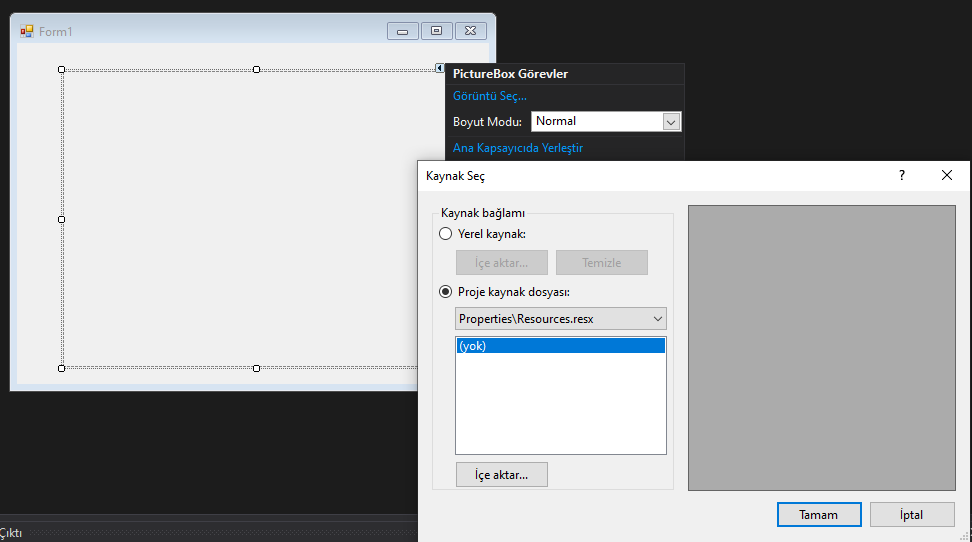 Form1
PictureBox Görevler
Görüntü Seç...
Boyut Modu: Normal
Ana Kapsayıcıda Yerleştir
Kaynak Seç
Kaynak bağlamı
Yerel kaynak:
İçe aktar... Temizle
Proje kaynak dosyası:
Properties\Resources.resx
(yok)
İçe aktar...
Tamam İptal
Çıktı